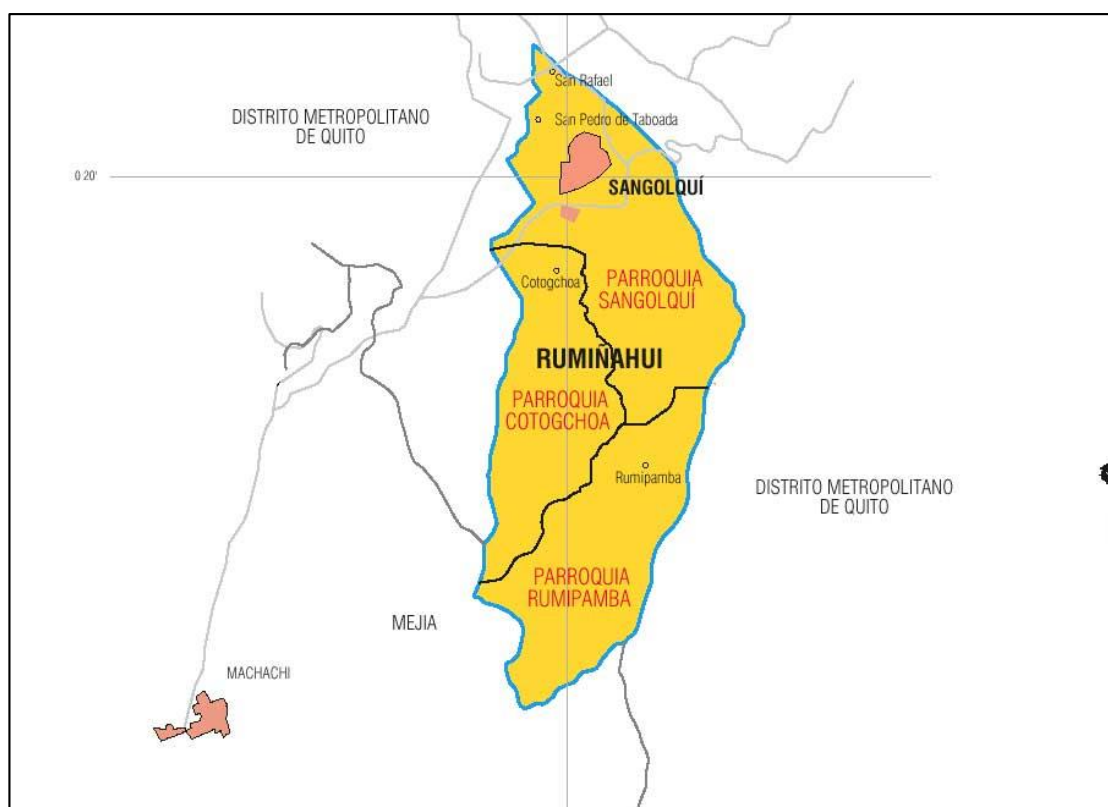 San Rafael
DISTRITO METROPOLITANO
DE QUITO
San Pedro de Taboada
0 20'
SANGOLQUÍ
Cotogchoa
PARROQUIA
SANGOLQUÍ
RUMIÑAHUI
PARROQUIA
COTOGCHOA
Rumipamba
DISTRITO METROPOLITANO
DE QUITO
PARROQUIA
RUMIPAMBA
MEJIA
MACHACHI